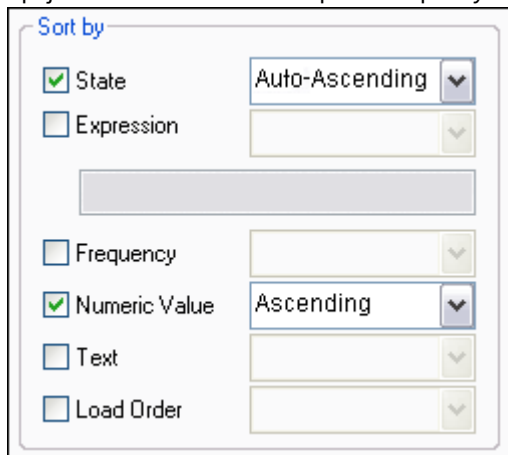 Sort by
State Auto-Ascending
Expression
Frequency
Numeric Value Ascending
Text
Load Order